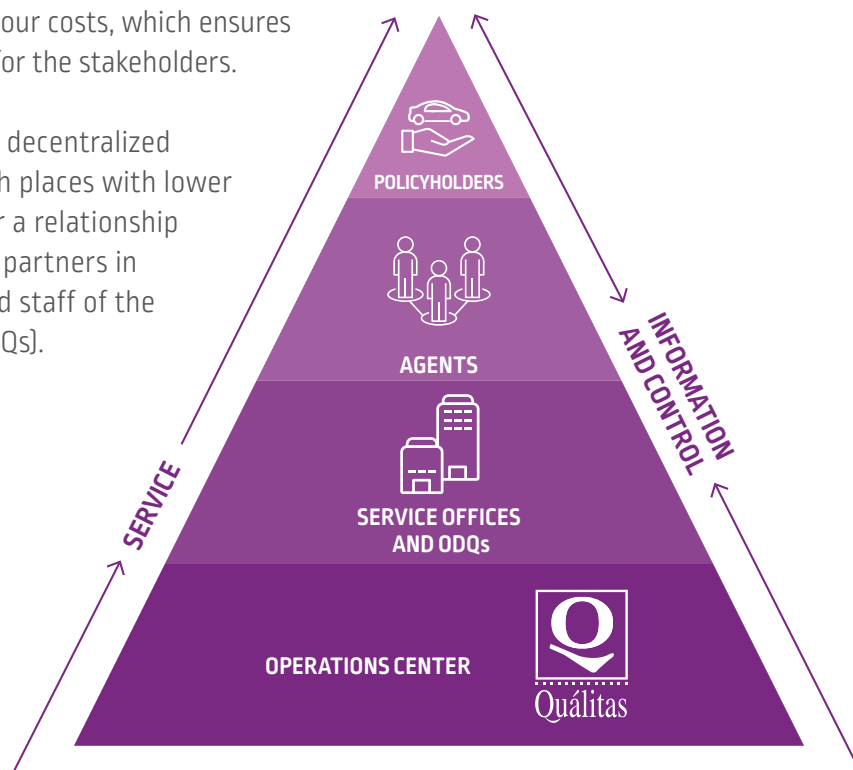 our costs, which ensures
for the stakeholders.
decentralized
places with lower
a relationship
partners in
staff of the
POLICYHOLDERS
AGENTS
SERVICE OFFICES
AND ODQs
OPERATIONS CENTER
Q
Quálitas
SERVICE
INFORMATION
AND CONTROL